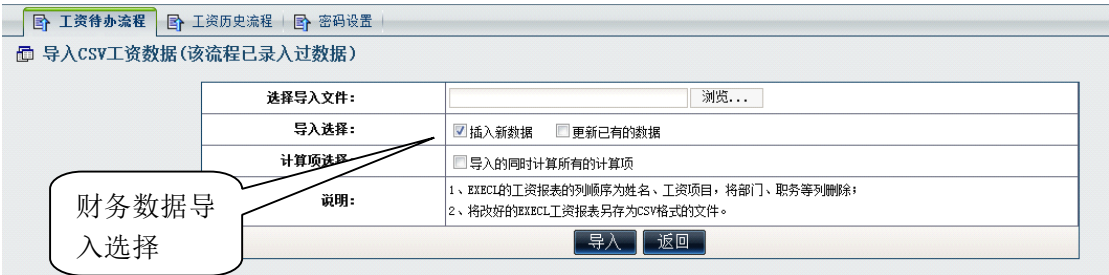 工资待办流程 工资历史流程 密码设置
导入CSV工资数据(该流程已录入过数据)
选择导入文件: 浏览...
导入选择: 插入新数据 更新已有的数据
计算项选择 导入的同时计算所有的计算项
说明: 1、EXECL的工资报表的列顺序为姓名、工资项目，将部门、职务等列删除;
2、将改好的EXECL工资报表另存为CSV格式的文件。
财务数据导
入选择
导入 返回